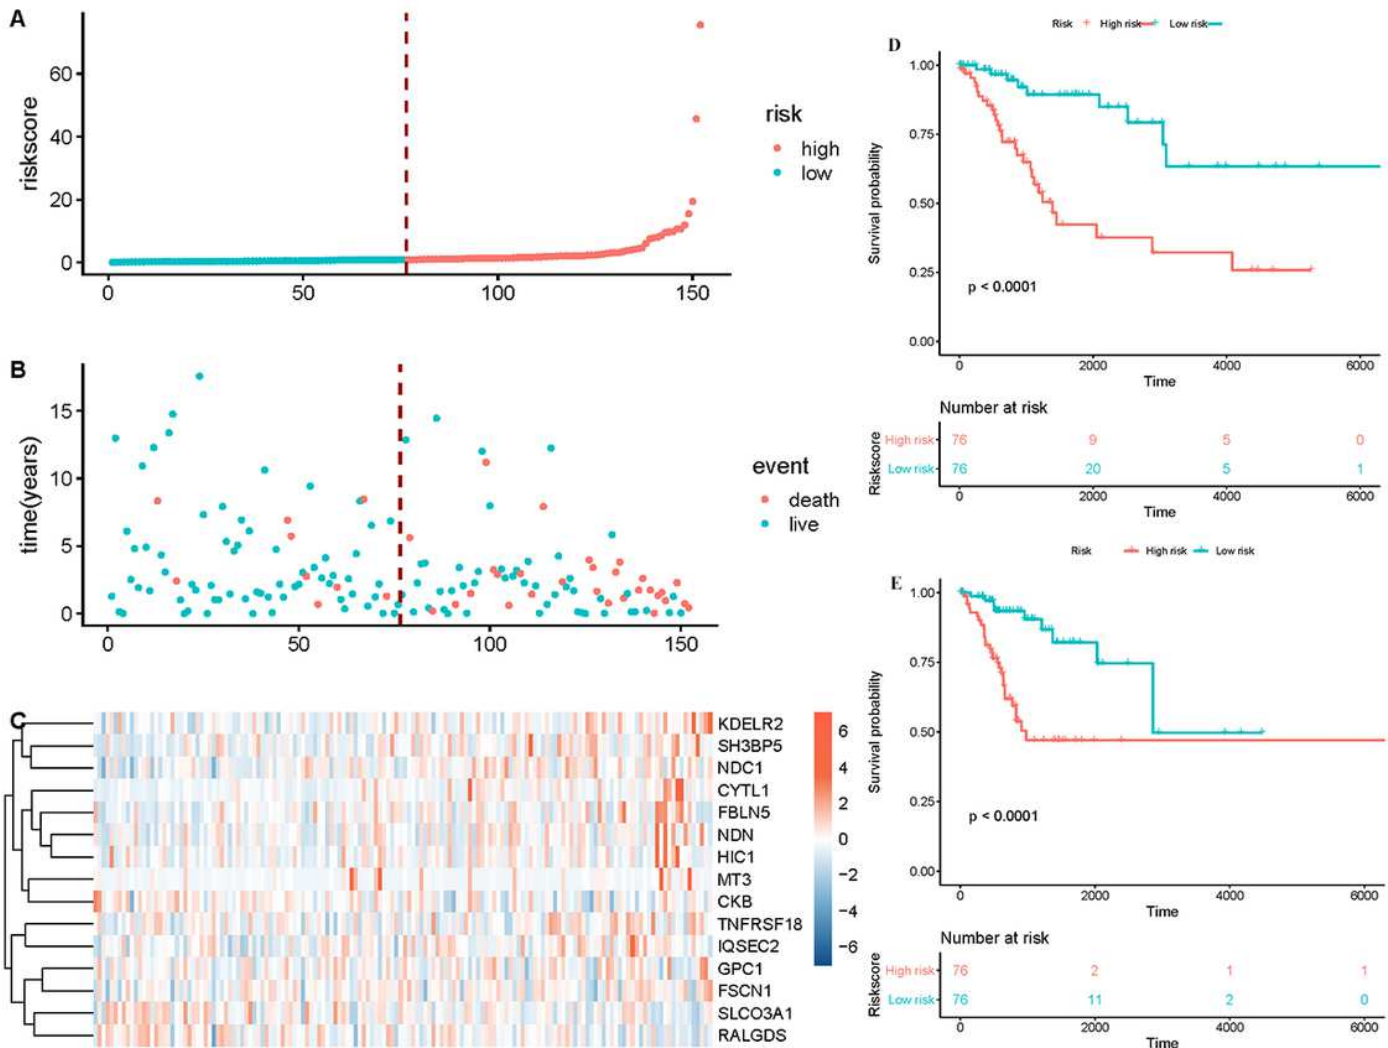 A
riskscore
60
40
20
0
0 50 100 150
risk
high
low
B
time(years)
15
10
5
0
0 50 100 150
event
death
live
C
KDELR2
SH3BP5
NDC1
CYTL1
FBLN5
NDN
HIC1
MT3
CKB
TNFRSF18
IQSEC2
GPC1
FSCN1
SLCO3A1
RALGDS
6
4
2
0
−2
−4
−6
Risk High risk Low risk
D
Survival probability
1.00
0.75
0.50
0.25
0.00
p < 0.0001
0 2000 4000 6000
Time
Number at risk
Riskscore
High risk 76 9 5 0
Low risk 76 20 5 1
0 2000 4000 6000
Time
Risk High risk Low risk
E
Survival probability
1.00
0.75
0.50
0.25
0.00
p < 0.0001
0 2000 4000 6000
Time
Number at risk
Riskscore
High risk 76 2 1 1
Low risk 76 11 2 0
0 2000 4000 6000
Time